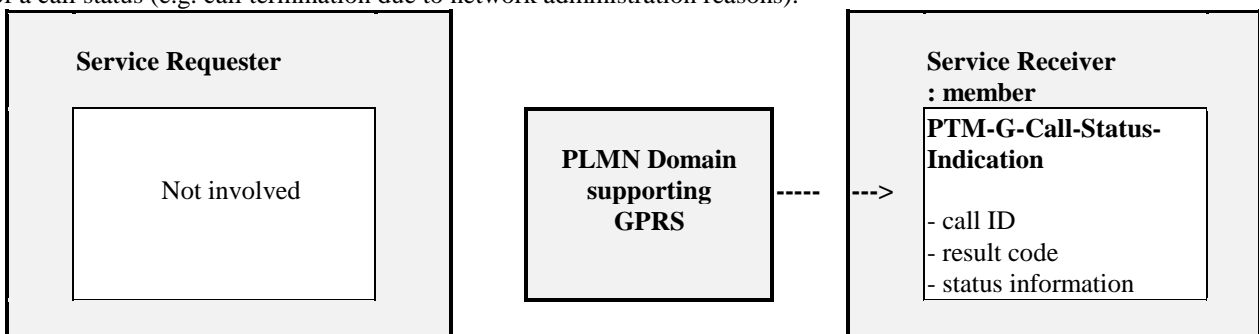 of a call status (e.g. call termination due to network administration reasons).
Service Requester
Not involved
PLMN Domain
supporting
GPRS
----- --->
Service Receiver
: member
PTM-G-Call-Status-
Indication
- call ID
- result code
- status information